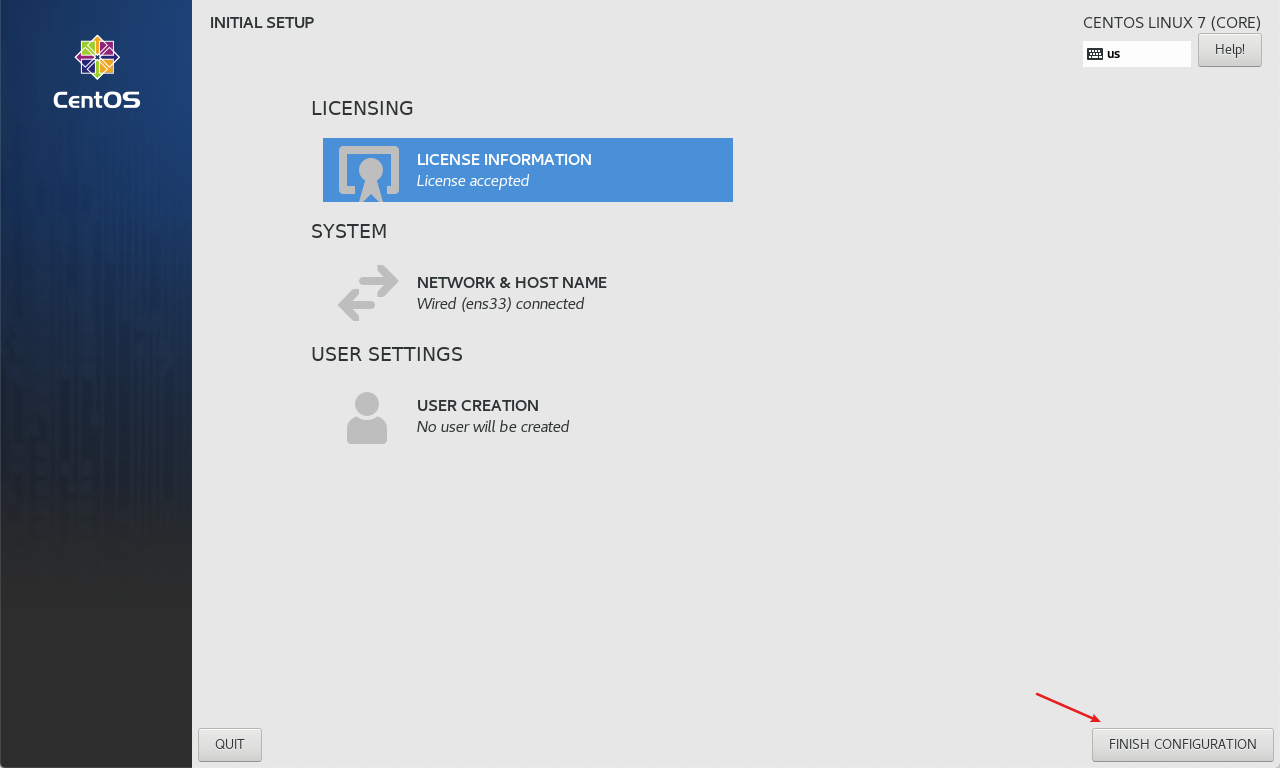 CentOS
INITIAL SETUP
CENTOS LINUX 7 (CORE)
us
Help!
LICENSING
LICENSE INFORMATION
License accepted
SYSTEM
NETWORK & HOST NAME
Wired (ens33) connected
USER SETTINGS
USER CREATION
No user will be created
QUIT
FINISH CONFIGURATION